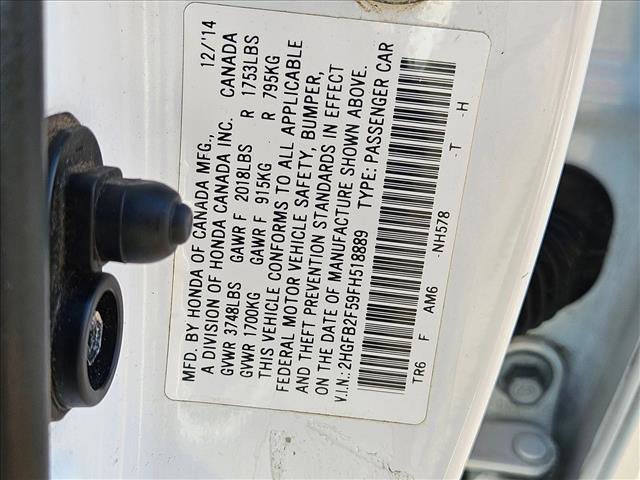 MFD. BY HONDA OF CANADA MFG., 12/'14
A DIVISION OF HONDA CANADA INC. CANADA
GVWR 3748LBS GAWR F 2018LBS R 1753LBS
GVWR 1700KG GAWR F 915KG R 795KG
THIS VEHICLE CONFORMS TO ALL APPLICABLE
FEDERAL MOTOR VEHICLE SAFETY, BUMPER,
AND THEFT PREVENTION STANDARDS IN EFFECT
ON THE DATE OF MANUFACTURE SHOWN ABOVE.
V.I.N.: 2HGFB2F59FH518889 TYPE: PASSENGER CAR
TR6 F AM6 -NH578 -T -H